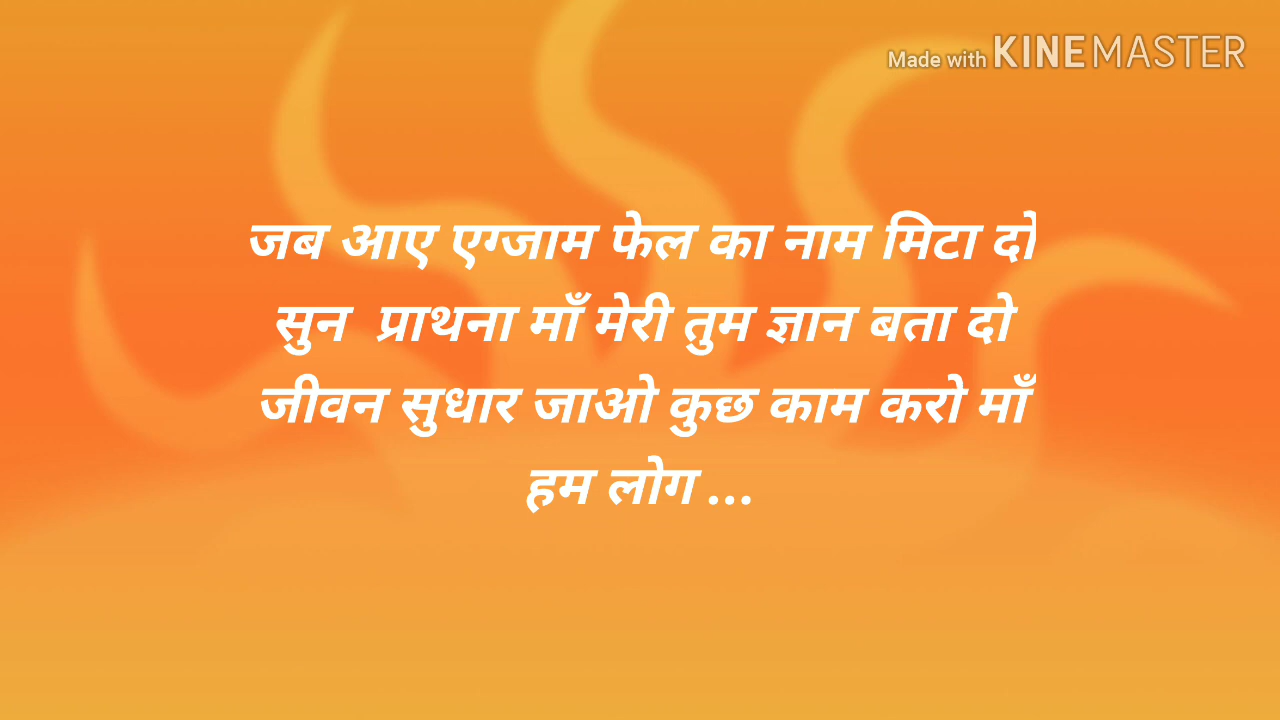 Made with KINEMASTER
जब आए एग्जाम फेल का नाम मिटा दो
सुन  प्राथना माँ मेरी तुम ज्ञान बता दो
जीवन सुधार जाओ कुछ काम करो माँ
हम लोग ...